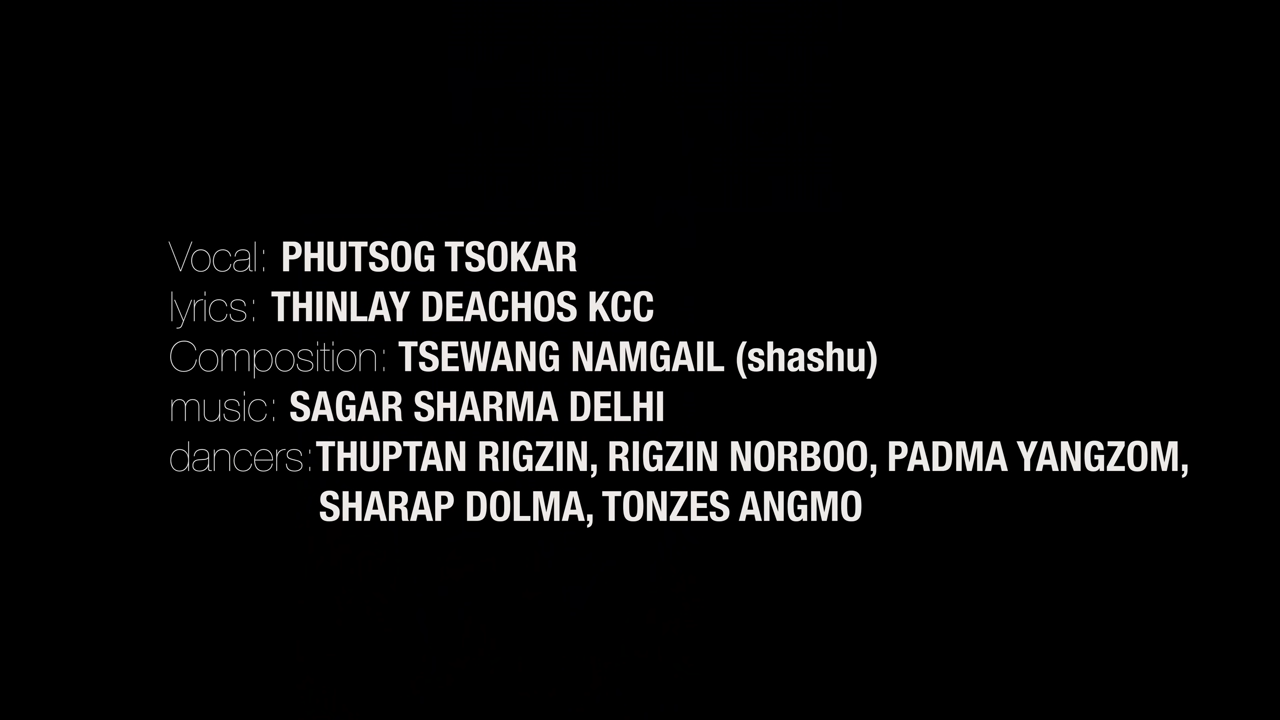 Vocal: PHUTSOG TSOKAR
lyrics: THINLAY DEACHOS KCC
Composition: TSEWANG NAMGAIL (shashu)
music: SAGAR SHARMA DELHI
dancers:THUPTAN RIGZIN, RIGZIN NORBOO, PADMA YANGZOM,
SHARAP DOLMA, TONZES ANGMO